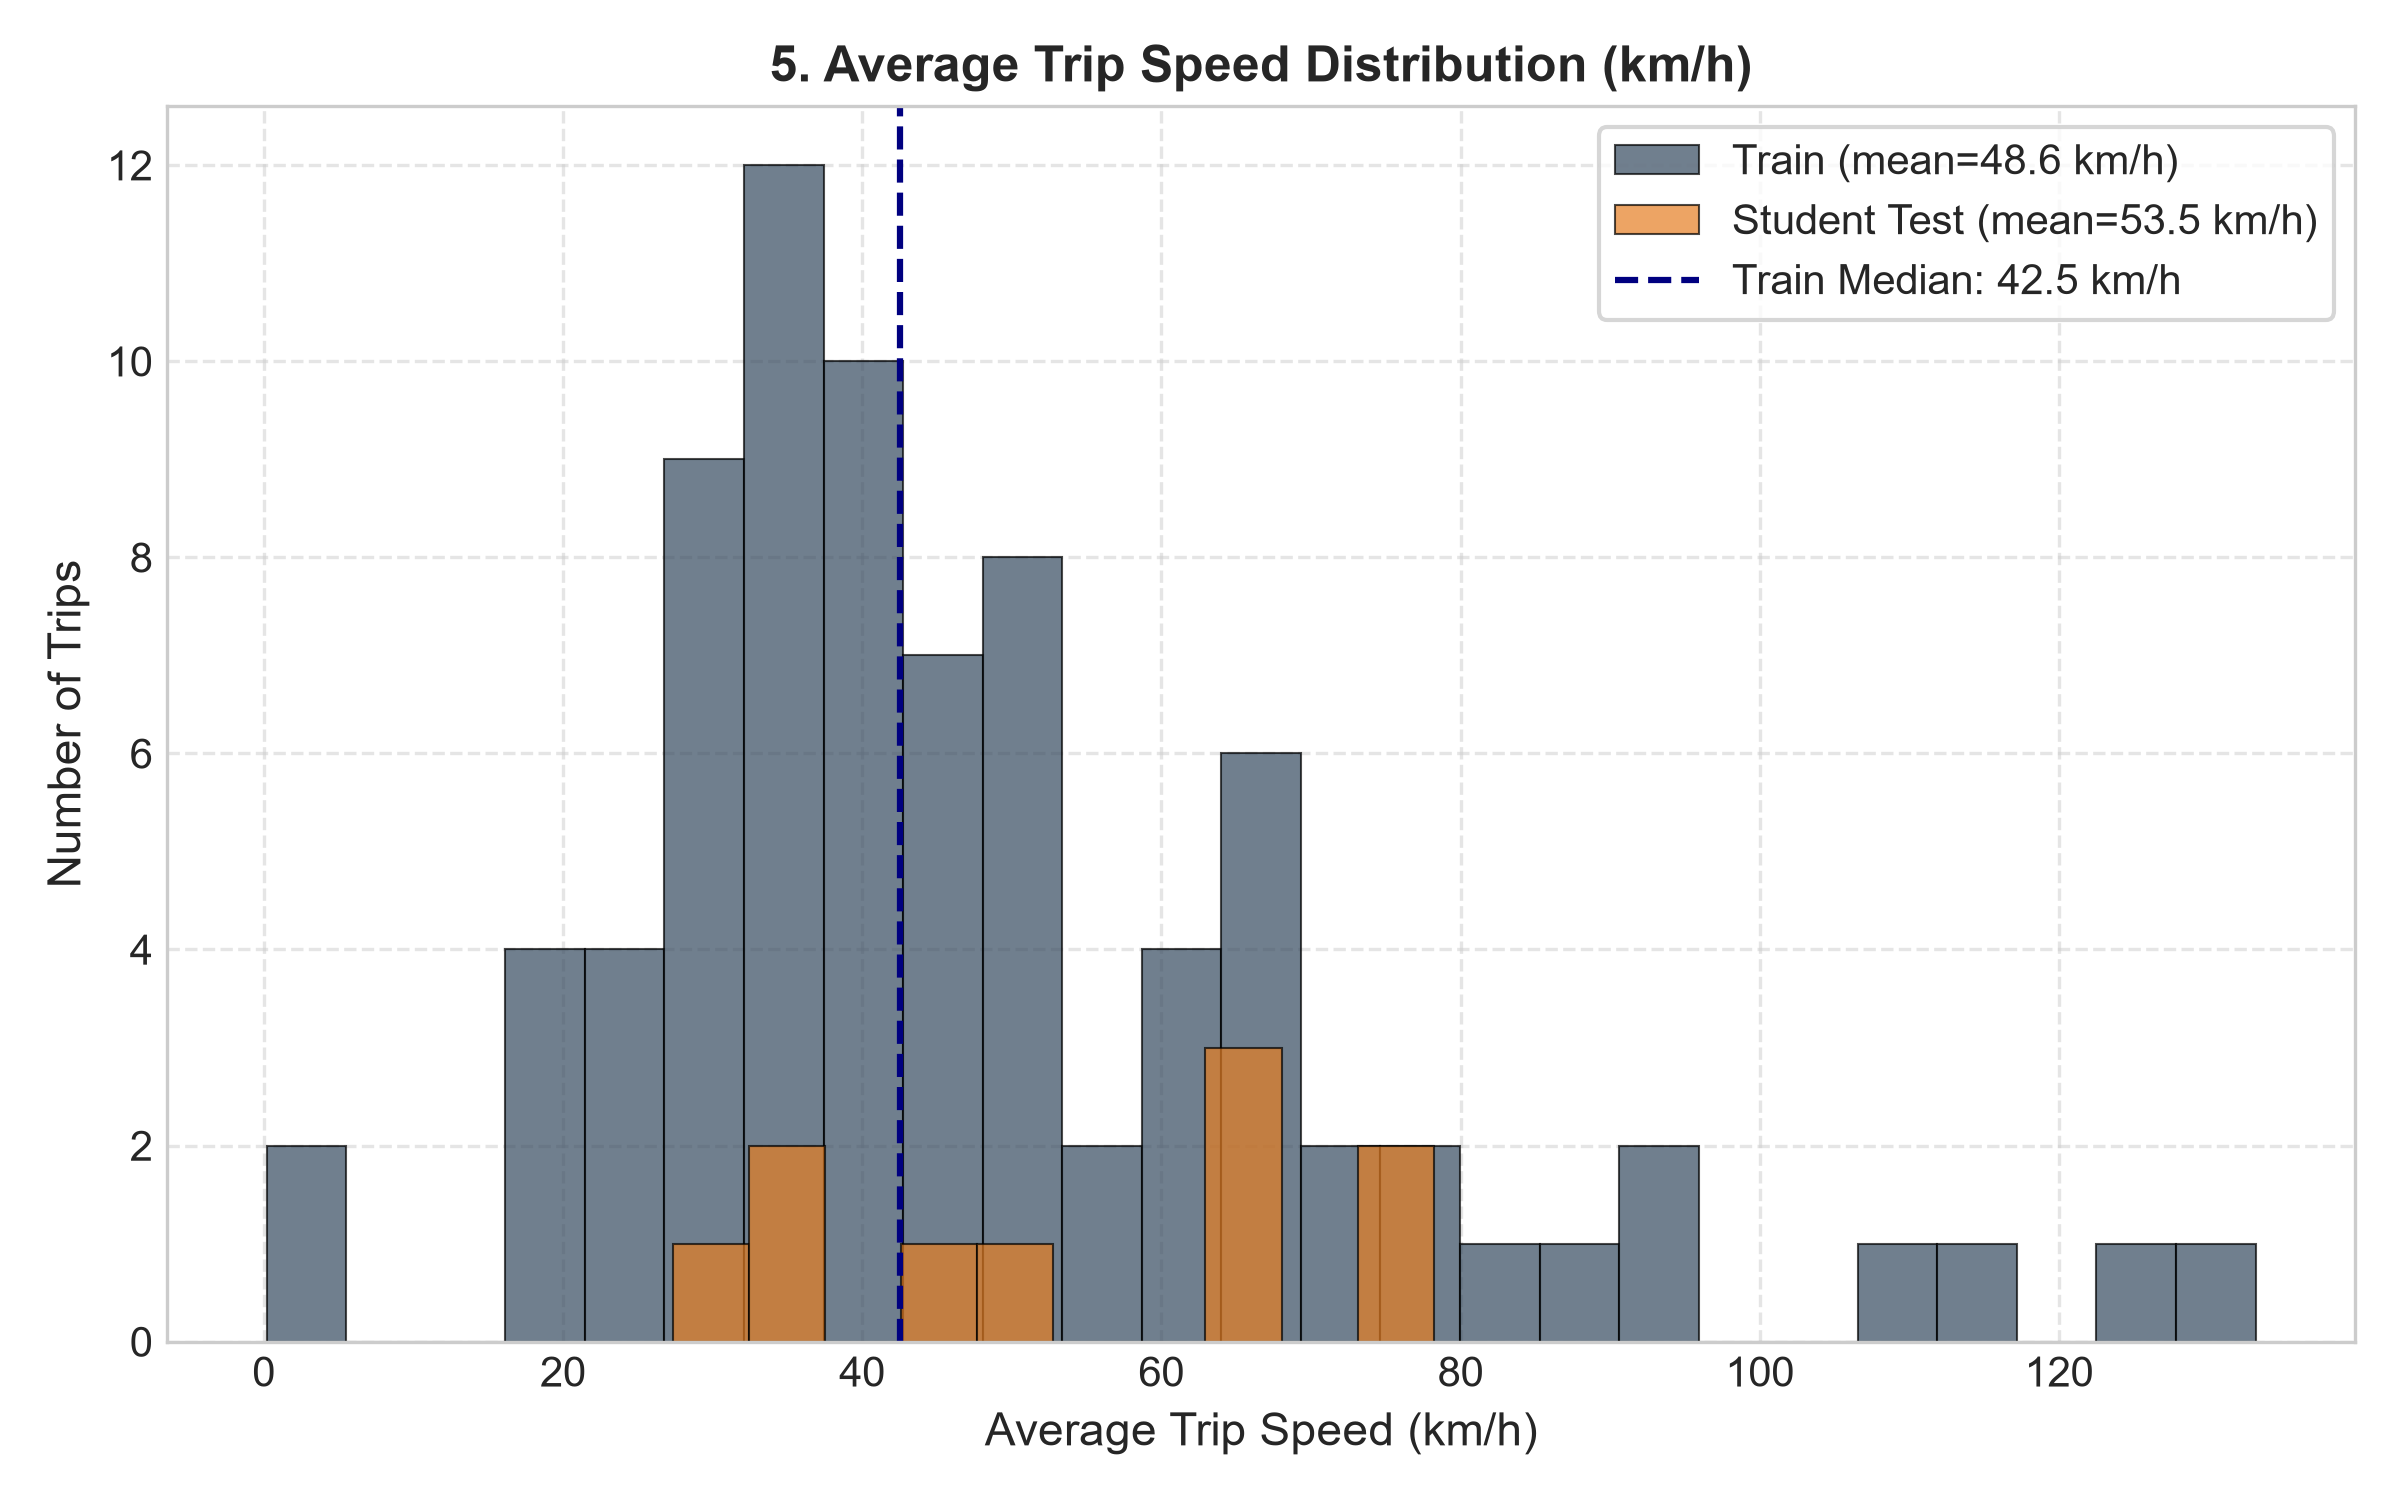 5. Average Trip Speed Distribution (km/h)
Train (mean=48.6 km/h)
Student Test (mean=53.5 km/h)
Train Median: 42.5 km/h
Number of Trips
12
10
8
6
4
2
0
0 20 40 60 80 100 120
Average Trip Speed (km/h)